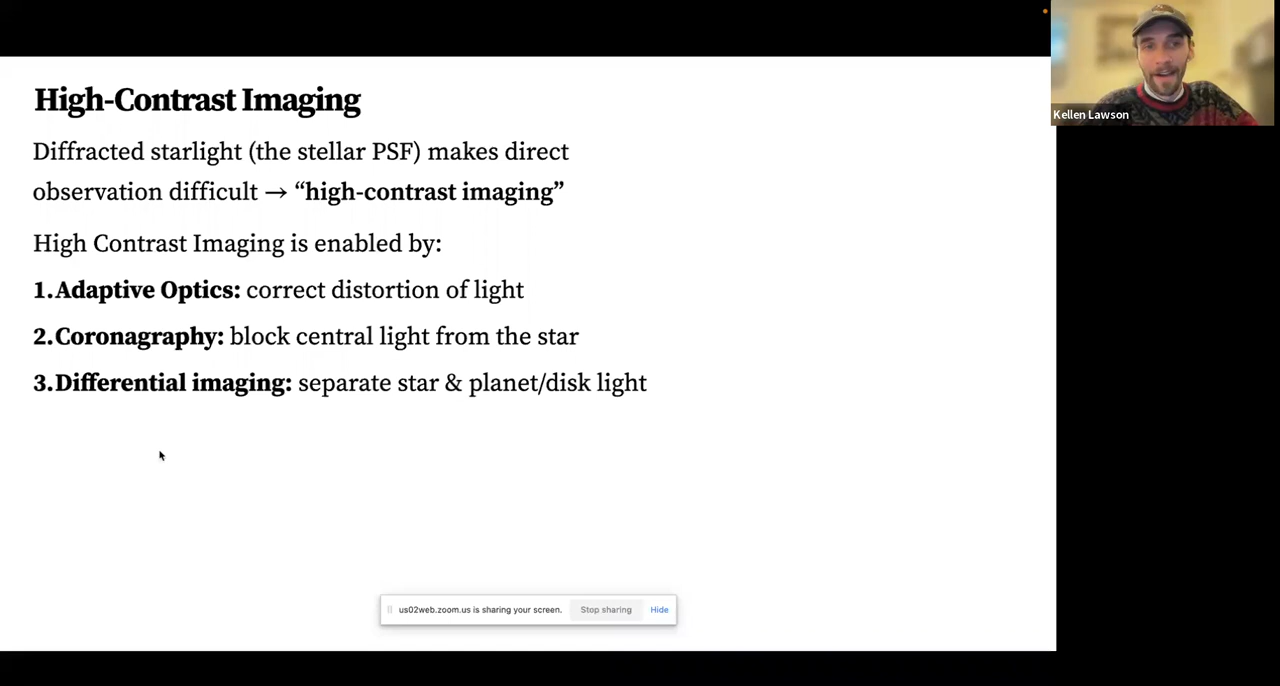 High-Contrast Imaging
Diffracted starlight (the stellar PSF) makes direct
observation difficult → “high-contrast imaging”
High Contrast Imaging is enabled by:
1.Adaptive Optics: correct distortion of light
2.Coronagraphy: block central light from the star
3.Differential imaging: separate star & planet/disk light
Kellen Lawson
us02web.zoom.us is sharing your screen. Stop sharing Hide